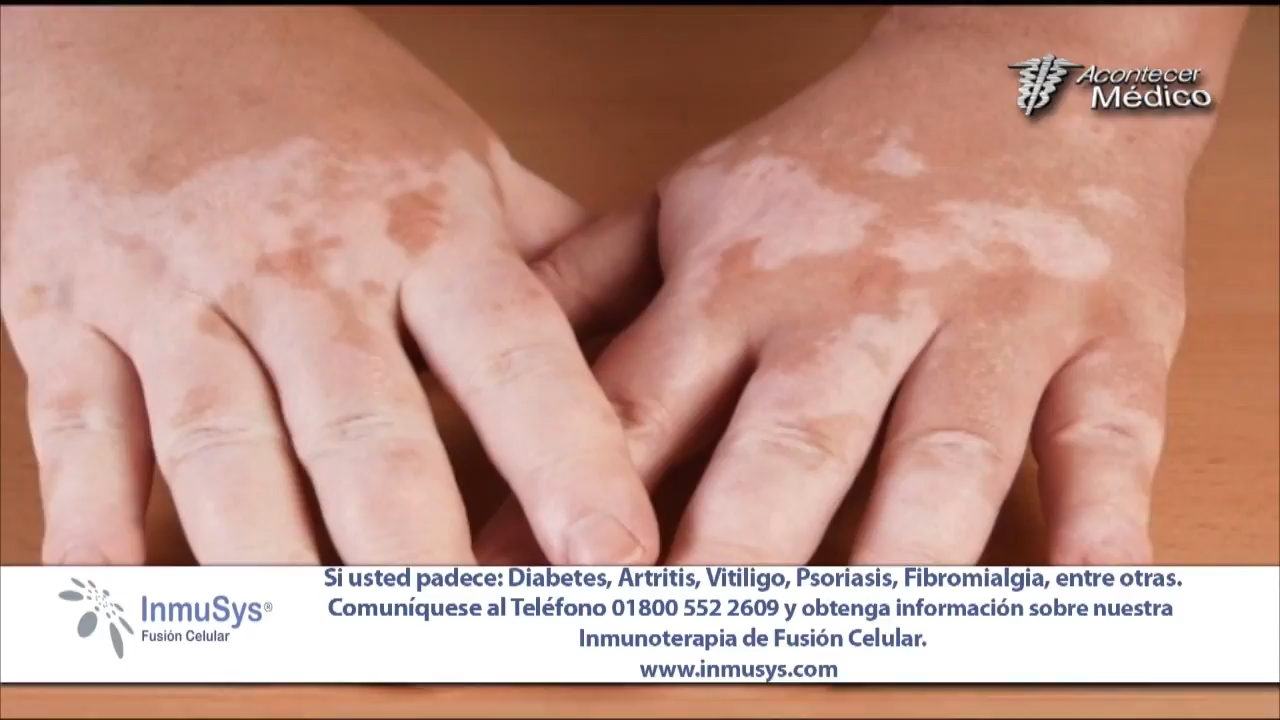 Acontecer
Médico
Si usted padece: Diabetes, Artritis, Vitiligo, Psoriasis, Fibromialgia, entre otras.
Comuníquese al Teléfono 01800 552 2609 y obtenga información sobre nuestra
Inmunoterapia de Fusión Celular.
www.inmusys.com
InmuSys®
Fusión Celular